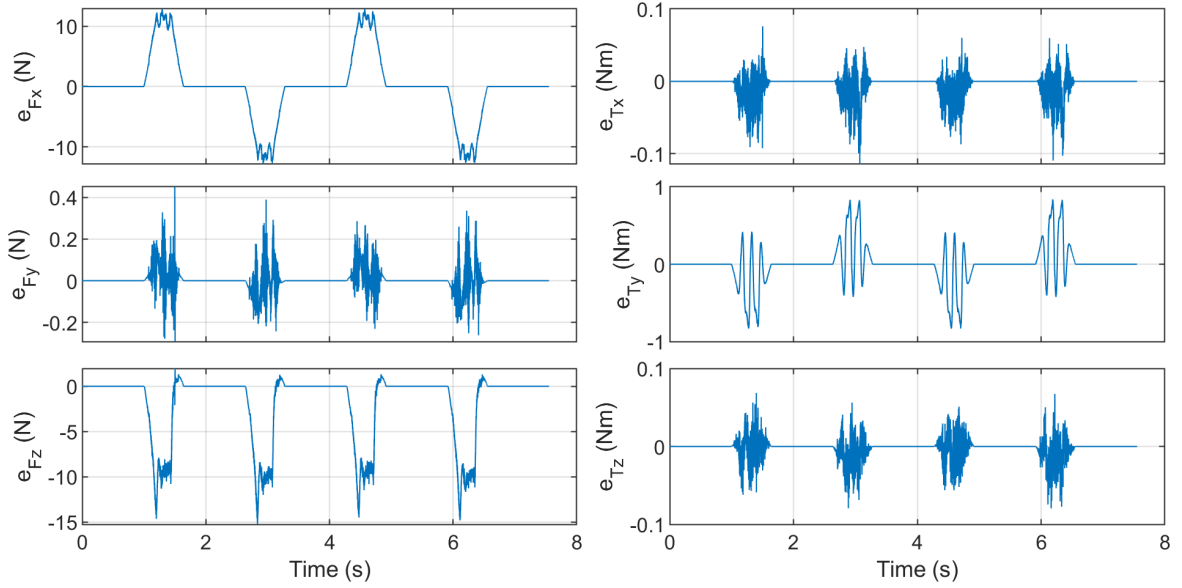 10
0
-10
e_Fx (N)
0.1
0
-0.1
e_Tx (Nm)
0.4
0.2
0
-0.2
e_Fy (N)
1
0
-1
e_Ty (Nm)
0
-5
-10
-15
e_Fz (N)
0 2 4 6 8
Time (s)
0.1
0
-0.1
e_Tz (Nm)
0 2 4 6 8
Time (s)